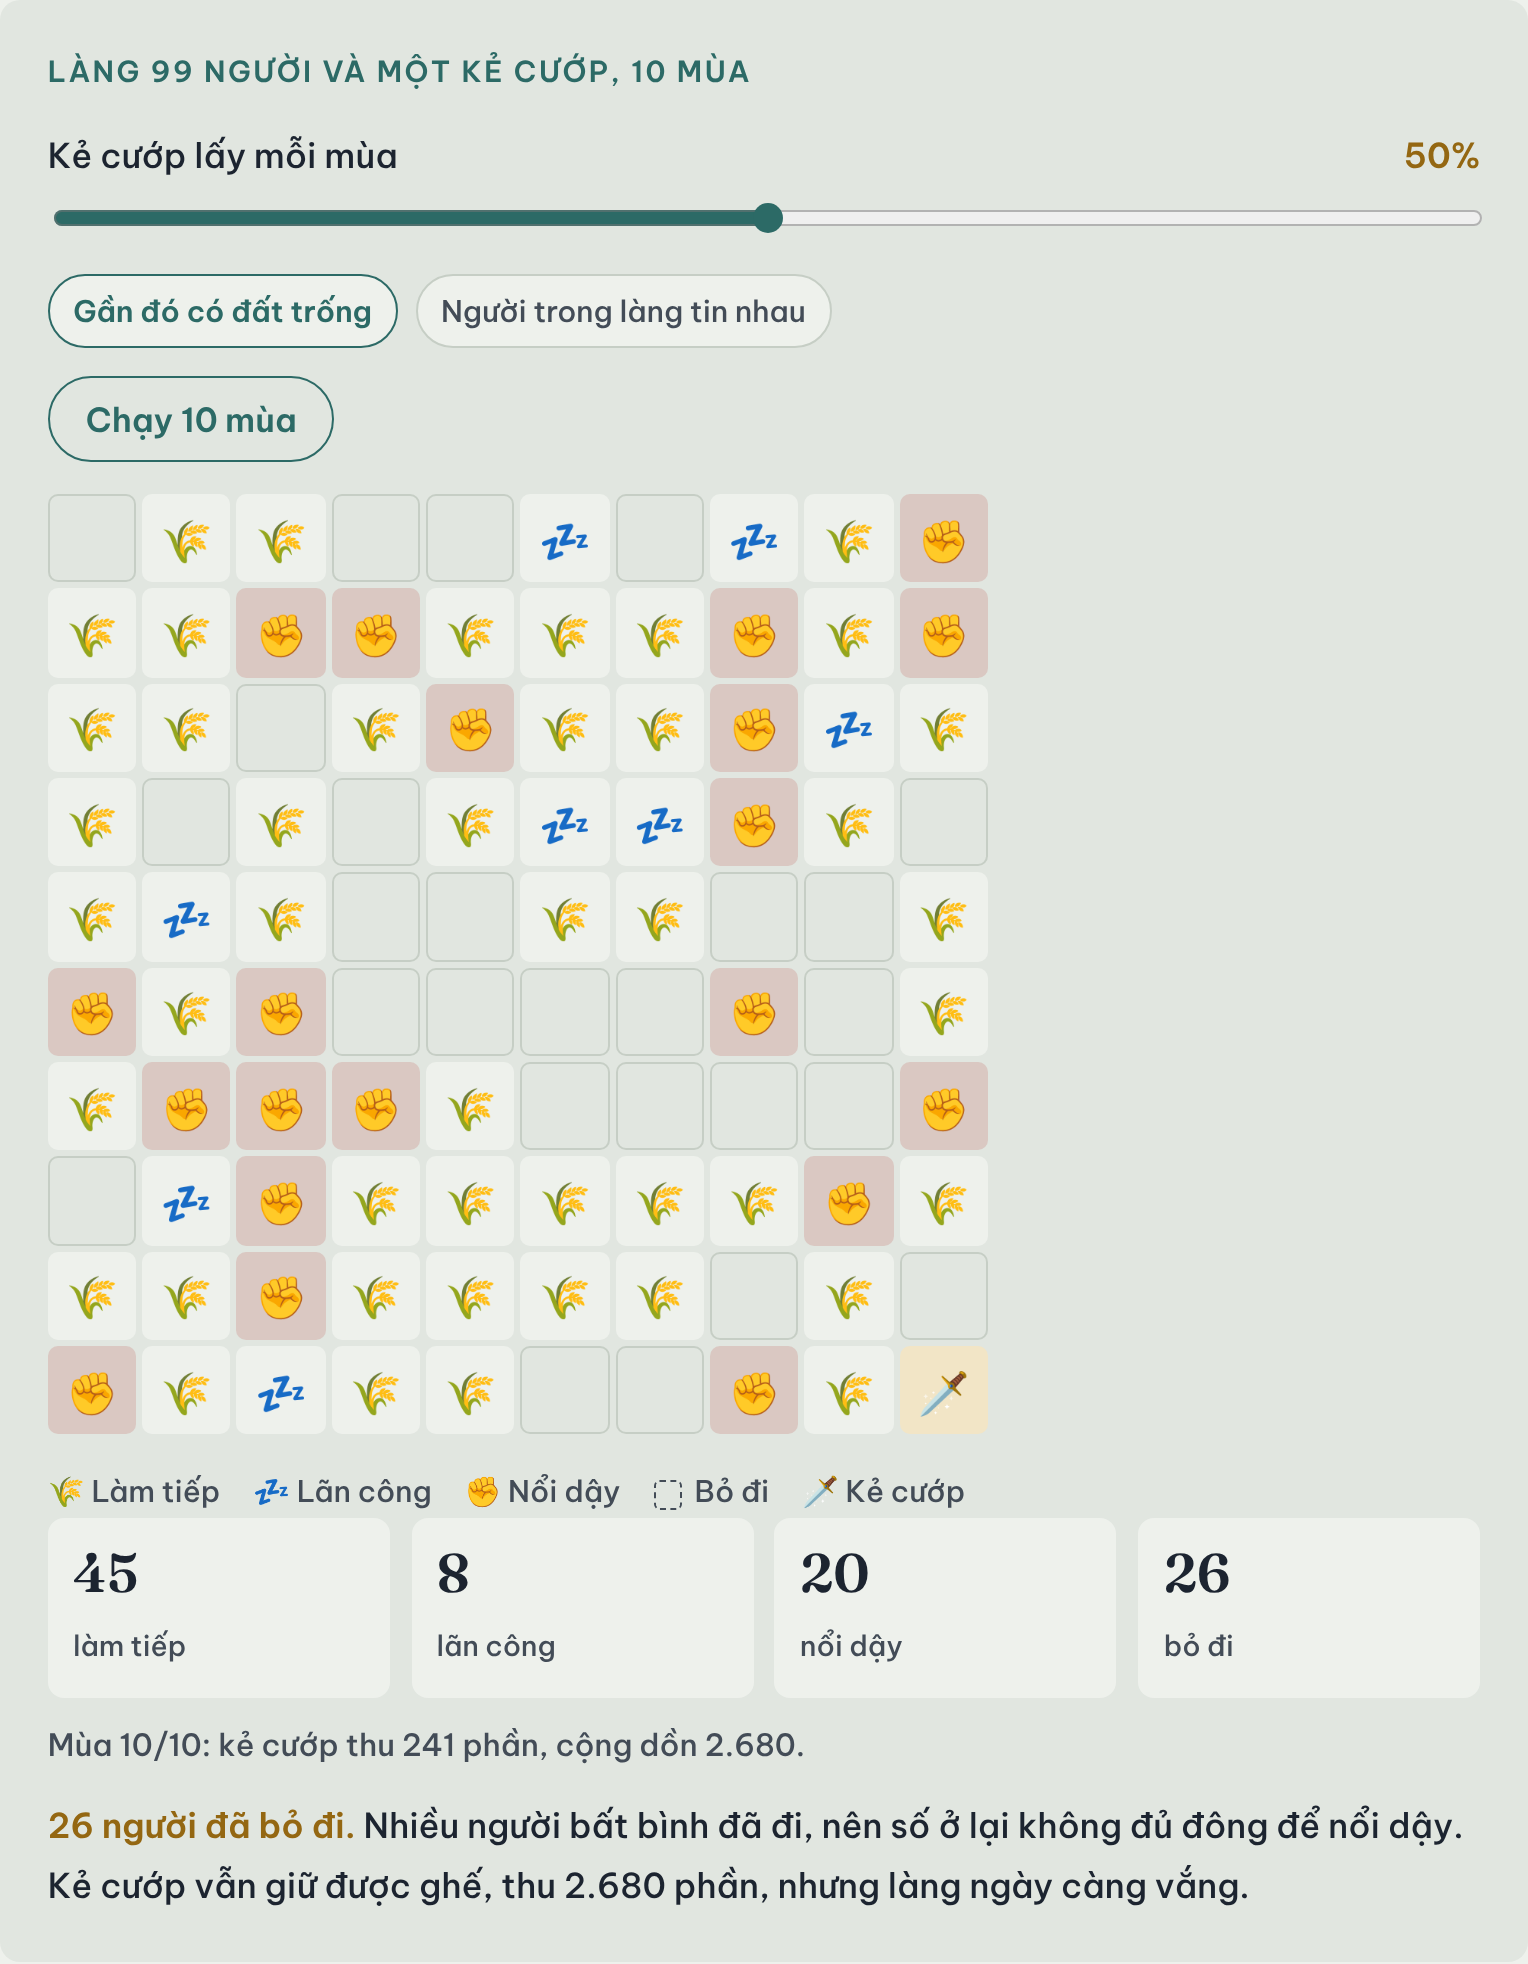 LÀNG 99 NGƯỜI VÀ MỘT KẺ CƯỚP, 10 MÙA
Kẻ cướp lấy mỗi mùa 50%
Gần đó có đất trống
Người trong làng tin nhau
Chạy 10 mùa
Làm tiếp Lãn công Nổi dậy Bỏ đi Kẻ cướp
45
làm tiếp
8
lãn công
20
nổi dậy
26
bỏ đi
Mùa 10/10: kẻ cướp thu 241 phần, cộng dồn 2.680.
26 người đã bỏ đi. Nhiều người bất bình đã đi, nên số ở lại không đủ đông để nổi dậy.
Kẻ cướp vẫn giữ được ghế, thu 2.680 phần, nhưng làng ngày càng vắng.